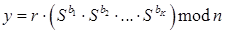 y = r · (S^{b_1} · S^{b_2} · ... · S^{b_K}) mod n